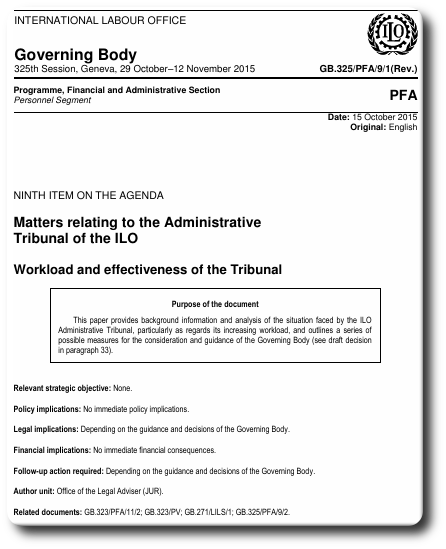 INTERNATIONAL LABOUR OFFICE
ILO
Governing Body
325th Session, Geneva, 29 October–12 November 2015
GB.325/PFA/9/1(Rev.)
Programme, Financial and Administrative Section
Personnel Segment
PFA
Date: 15 October 2015
Original: English
NINTH ITEM ON THE AGENDA
Matters relating to the Administrative
Tribunal of the ILO
Workload and effectiveness of the Tribunal
Purpose of the document
This paper provides background information and analysis of the situation faced by the ILO
Administrative Tribunal, particularly as regards its increasing workload, and outlines a series of
possible measures for the consideration and guidance of the Governing Body (see draft decision
in paragraph 33).
Relevant strategic objective: None.
Policy implications: No immediate policy implications.
Legal implications: Depending on the guidance and decisions of the Governing Body.
Financial implications: No immediate financial consequences.
Follow-up action required: Depending on the guidance and decisions of the Governing Body.
Author unit: Office of the Legal Adviser (JUR).
Related documents: GB.323/PFA/11/2; GB.323/PV; GB.271/LILS/1; GB.325/PFA/9/2.